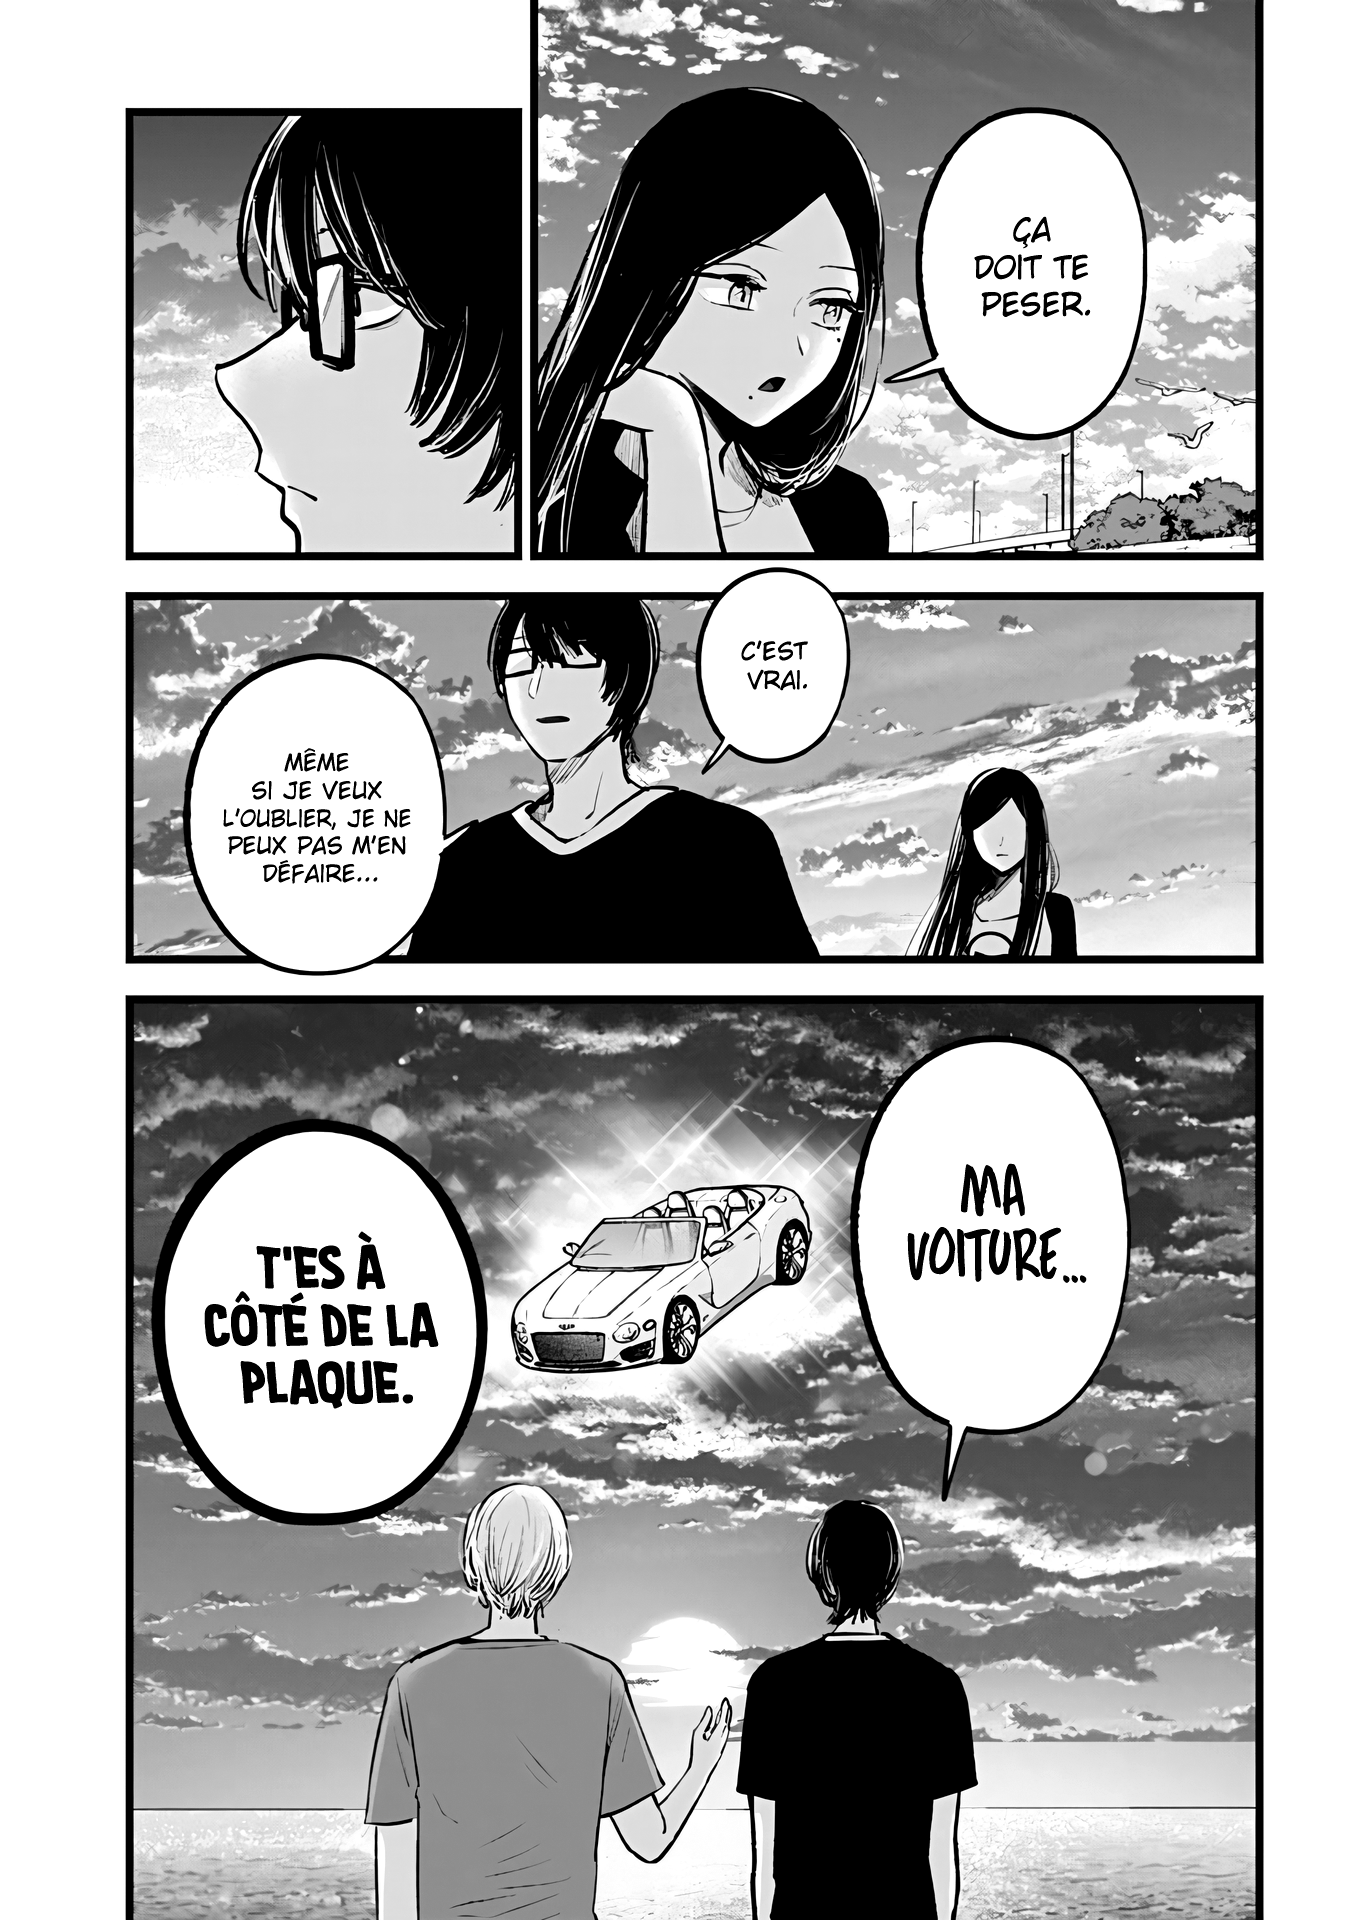 ÇA
DOIT TE
PESER.
C'EST
VRAI.
MÊME
SI JE VEUX
L'OUBLIER, JE NE
PEUX PAS M'EN
DÉFAIRE...
MA
VOITURE...
T'ES À
CÔTÉ DE LA
PLAQUE.